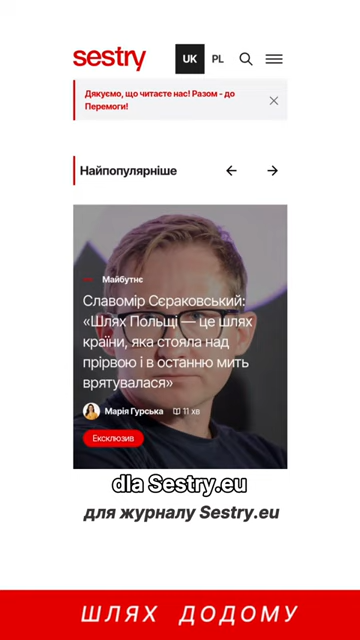 sestry
UK PL
Дякуємо, що читаєте нас! Разом - до
Перемоги!
Найпопулярніше
Майбутнє
Славомір Сєраковський:
«Шлях Польщі — це шлях
країни, яка стояла над
прірвою і в останню мить
врятувалася»
Марія Гурська 11 хв
Ексклюзив
dla Sestry.eu
для журналу Sestry.eu
ШЛЯХ ДОДОМУ